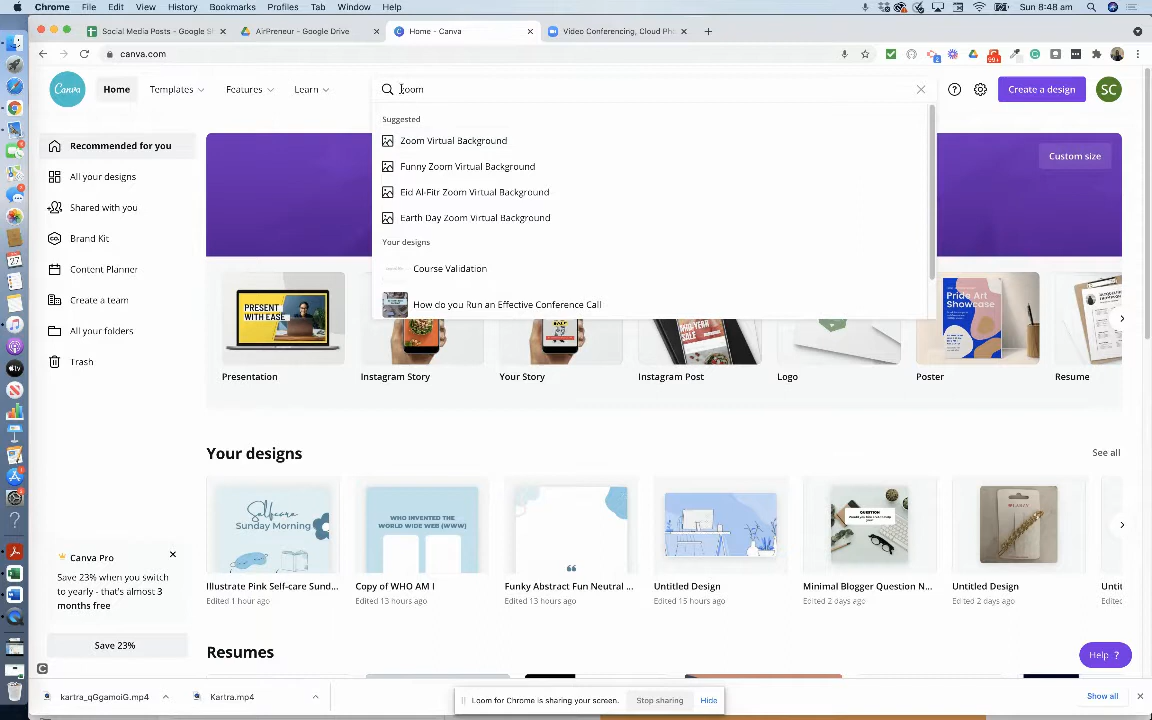 Chrome File Edit View History Bookmarks Profiles Tab Window Help
Sun 8:48 am
Social Media Posts - Google S
AirPreneur - Google Drive
Home - Canva
Video Conferencing, Cloud Ph
canva.com
99+
Canva
Home
Templates
Features
Learn
zoom
Create a design
SC
Suggested
Zoom Virtual Background
Funny Zoom Virtual Background
Eid Al-Fitr Zoom Virtual Background
Earth Day Zoom Virtual Background
Your designs
Course Validation
How do you Run an Effective Conference Call
Recommended for you
All your designs
Shared with you
Brand Kit
Content Planner
Create a team
All your folders
Trash
Custom size
PRESENT
WITH EASE
Pride Art
Showcase
Presentation
Instagram Story
Your Story
Instagram Post
Logo
Poster
Resume
Your designs
See all
Selfcare
Sunday Morning
WHO INVENTED THE
WORLD WIDE WEB (WWW)
QUESTION
Illustrate Pink Self-care Sund...
Edited 1 hour ago
Copy of WHO AM I
Edited 13 hours ago
Funky Abstract Fun Neutral ...
Edited 13 hours ago
Untitled Design
Edited 15 hours ago
Minimal Blogger Question N...
Edited 2 days ago
Untitled Design
Edited 2 days ago
Untit
Edited
Canva Pro
Save 23% when you switch
to yearly - that's almost 3
months free
Save 23%
Resumes
Help ?
kartra_qGgamoiG.mp4
Kartra.mp4
Loom for Chrome is sharing your screen.
Stop sharing
Hide
Show all